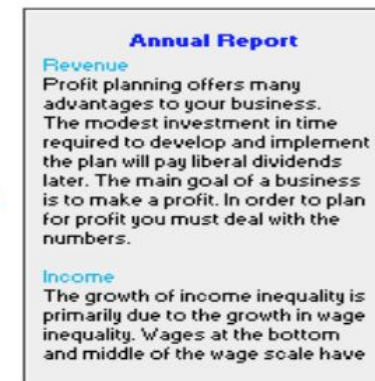 Annual Report
Revenue
Profit planning offers many
advantages to your business.
The modest investment in time
required to develop and implement
the plan will pay liberal dividends
later. The main goal of a business
is to make a profit. In order to plan
for profit you must deal with the
numbers.
Income
The growth of income inequality is
primarily due to the growth in wage
inequality. Wages at the bottom
and middle of the wage scale have